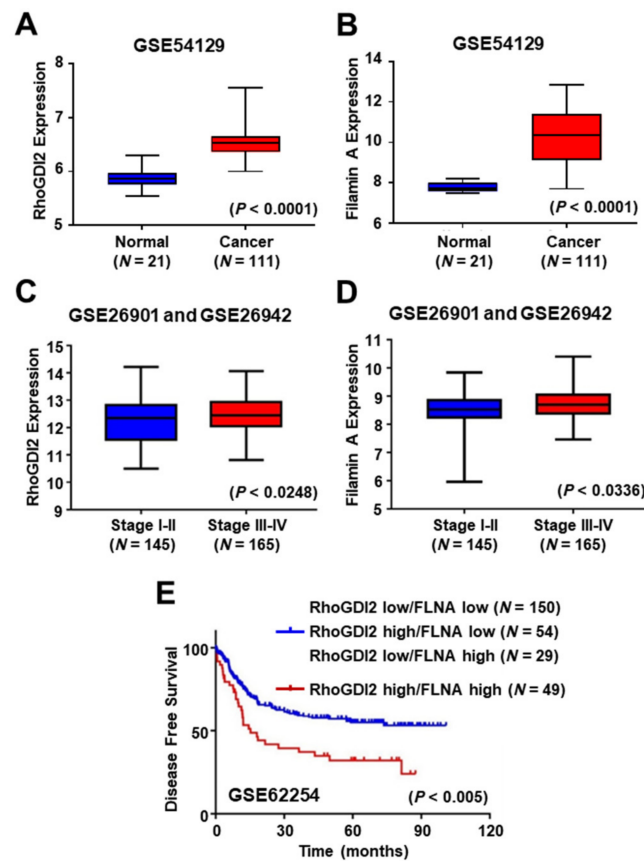 A
GSE54129
RhoGDI2 Expression
8
7
6
5
Normal
(N = 21)
Cancer
(N = 111)
(P < 0.0001)
B
GSE54129
Filamin A Expression
14
12
10
8
6
Normal
(N = 21)
Cancer
(N = 111)
(P < 0.0001)
C
GSE26901 and GSE26942
RhoGDI2 Expression
15
14
13
12
11
10
9
Stage I-II
(N = 145)
Stage III-IV
(N = 165)
(P < 0.0248)
D
GSE26901 and GSE26942
Filamin A Expression
11
10
9
8
7
6
5
Stage I-II
(N = 145)
Stage III-IV
(N = 165)
(P < 0.0336)
E
RhoGDI2 low/FLNA low (N = 150)
RhoGDI2 high/FLNA low (N = 54)
RhoGDI2 low/FLNA high (N = 29)
RhoGDI2 high/FLNA high (N = 49)
Disease Free Survival
100
50
0
GSE62254
(P < 0.005)
0 30 60 90 120
Time (months)